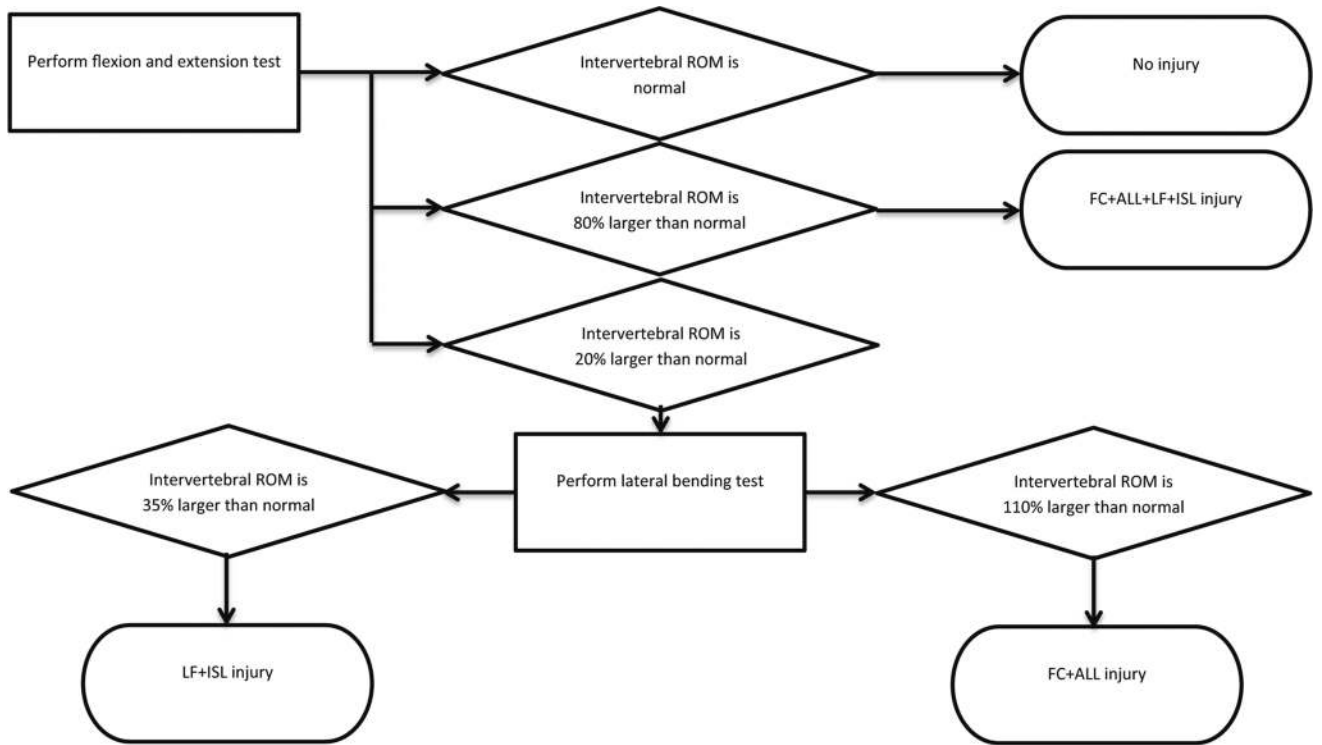 Perform flexion and extension test
Intervertebral ROM is
normal
No injury
Intervertebral ROM is
80% larger than normal
FC+ALL+LF+ISL injury
Intervertebral ROM is
20% larger than normal
Perform lateral bending test
Intervertebral ROM is
35% larger than normal
Intervertebral ROM is
110% larger than normal
LF+ISL injury
FC+ALL injury